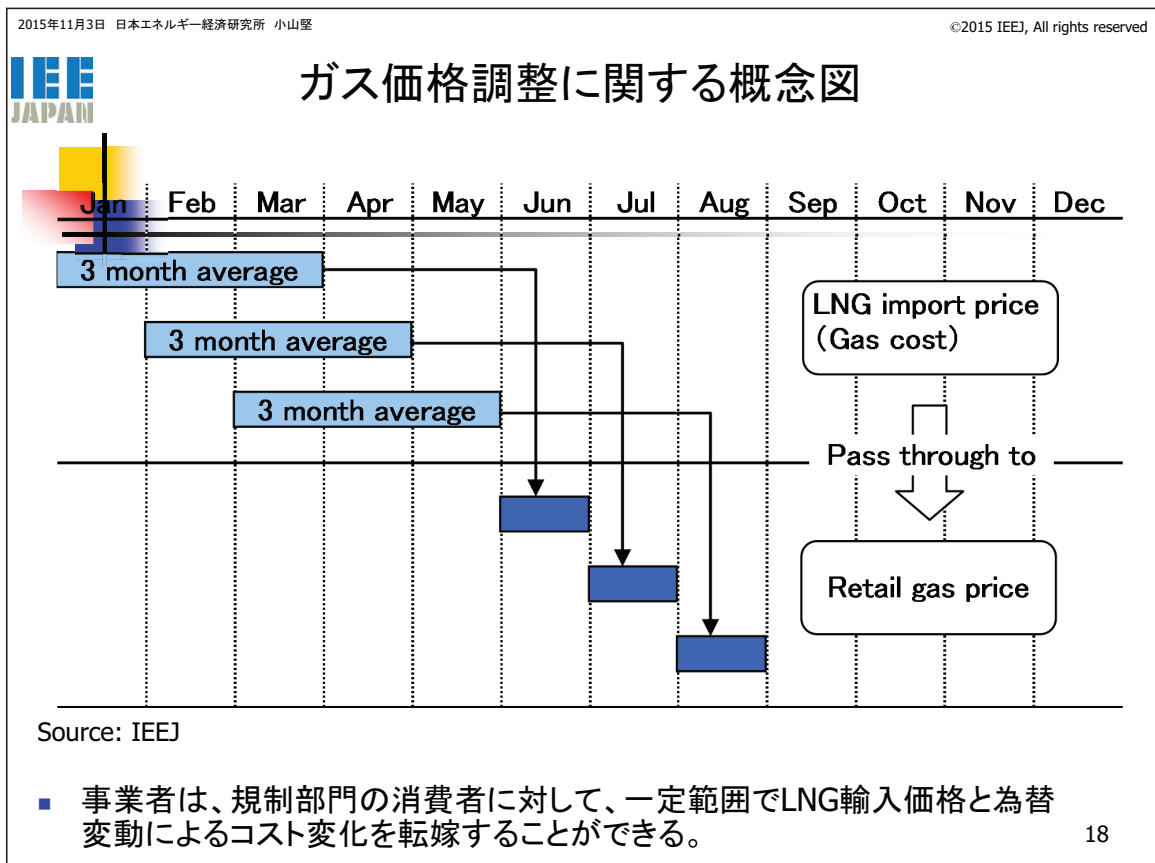 2015年11月3日 日本エネルギー経済研究所 小山堅
©2015 IEEJ, All rights reserved
IEE
JAPAN
ガス価格調整に関する概念図
Jan Feb Mar Apr May Jun Jul Aug Sep Oct Nov Dec
3 month average
3 month average
3 month average
LNG import price
(Gas cost)
Pass through to
Retail gas price
Source: IEEJ
■ 事業者は、規制部門の消費者に対して、一定範囲でLNG輸入価格と為替
変動によるコスト変化を転嫁することができる。
18